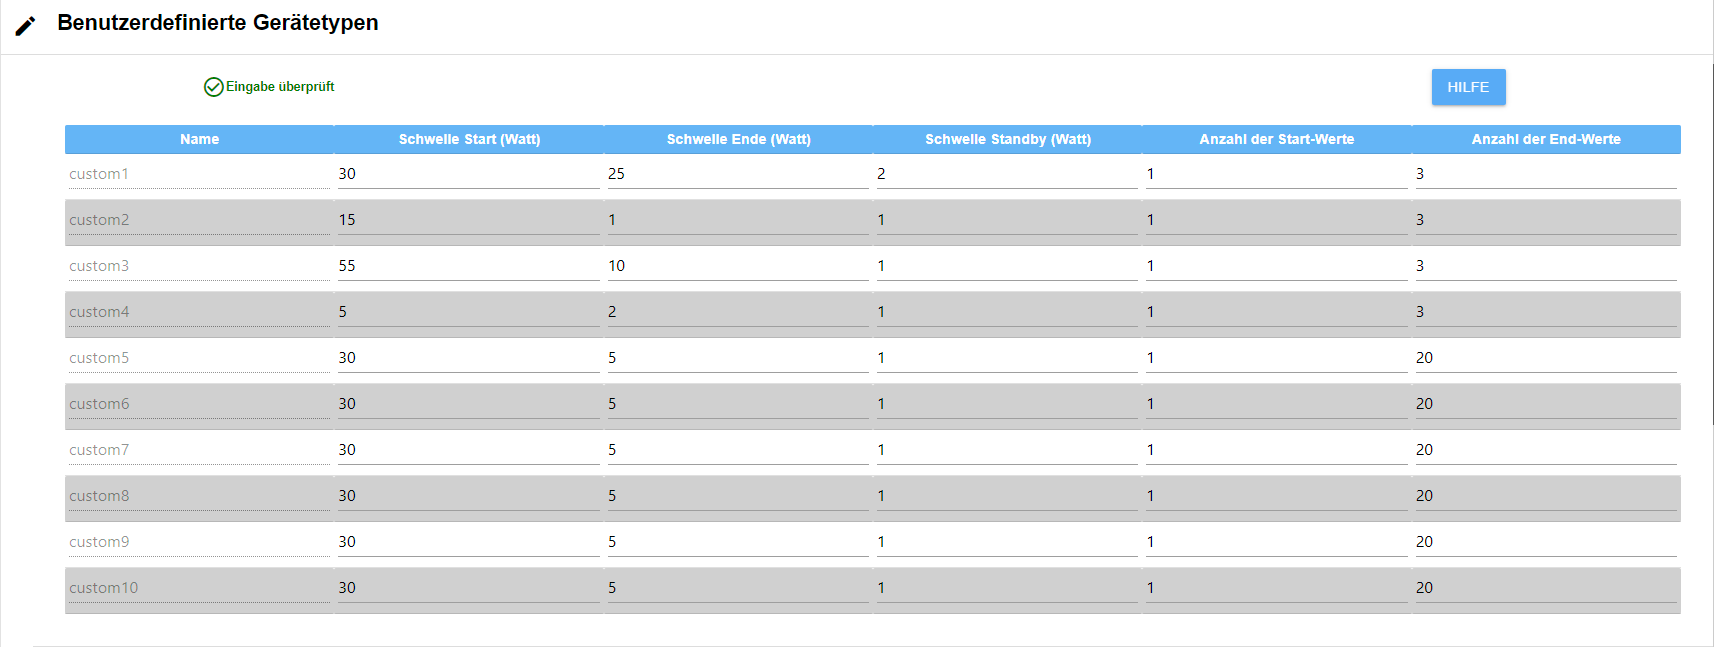 Benutzerdefinierte Gerätetypen
Eingabe überprüft
HILFE
Name Schwelle Start (Watt) Schwelle Ende (Watt) Schwelle Standby (Watt) Anzahl der Start-Werte Anzahl der End-Werte
custom1 30 25 2 1 3
custom2 15 1 1 1 3
custom3 55 10 1 1 3
custom4 5 2 1 1 3
custom5 30 5 1 1 20
custom6 30 5 1 1 20
custom7 30 5 1 1 20
custom8 30 5 1 1 20
custom9 30 5 1 1 20
custom10 30 5 1 1 20